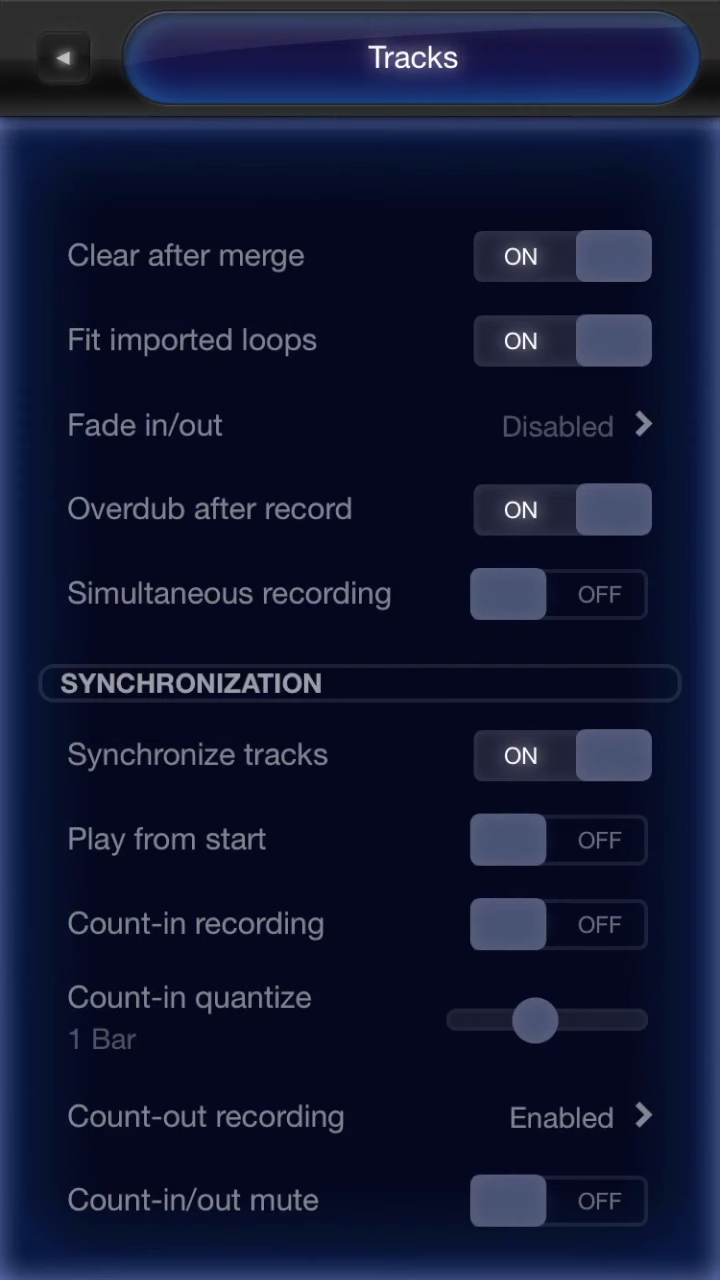 Tracks
Clear after merge ON
Fit imported loops ON
Fade in/out Disabled
Overdub after record ON
Simultaneous recording OFF
SYNCHRONIZATION
Synchronize tracks ON
Play from start OFF
Count-in recording OFF
Count-in quantize
1 Bar
Count-out recording Enabled
Count-in/out mute OFF